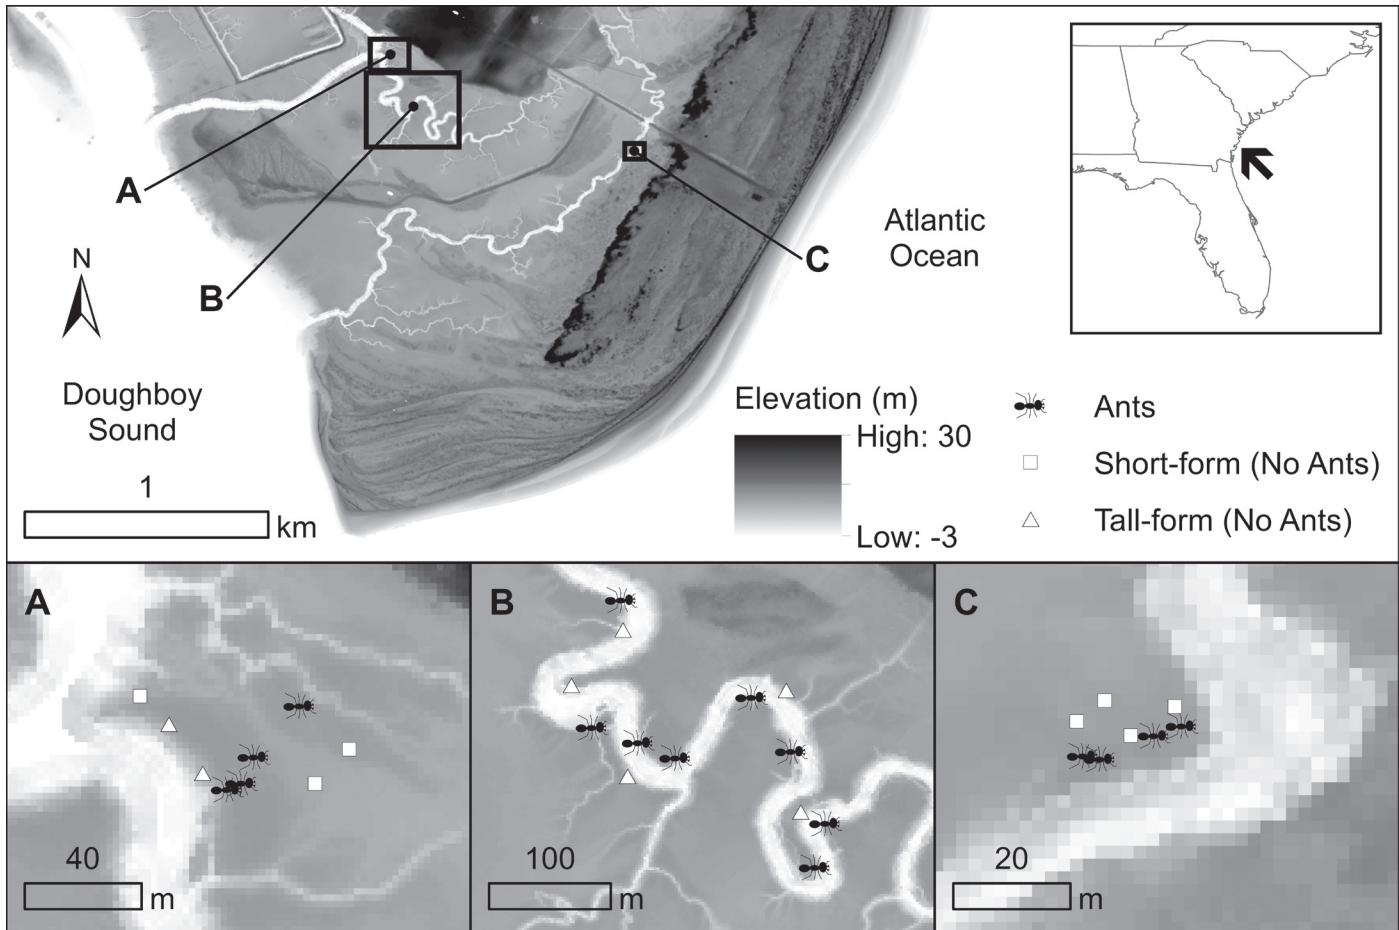 A
B
C
N
Atlantic
Ocean
Doughboy
Sound
1
km
Elevation (m)
High: 30
Low: -3
Ants
Short-form (No Ants)
Tall-form (No Ants)
A
40
m
B
100
m
C
20
m